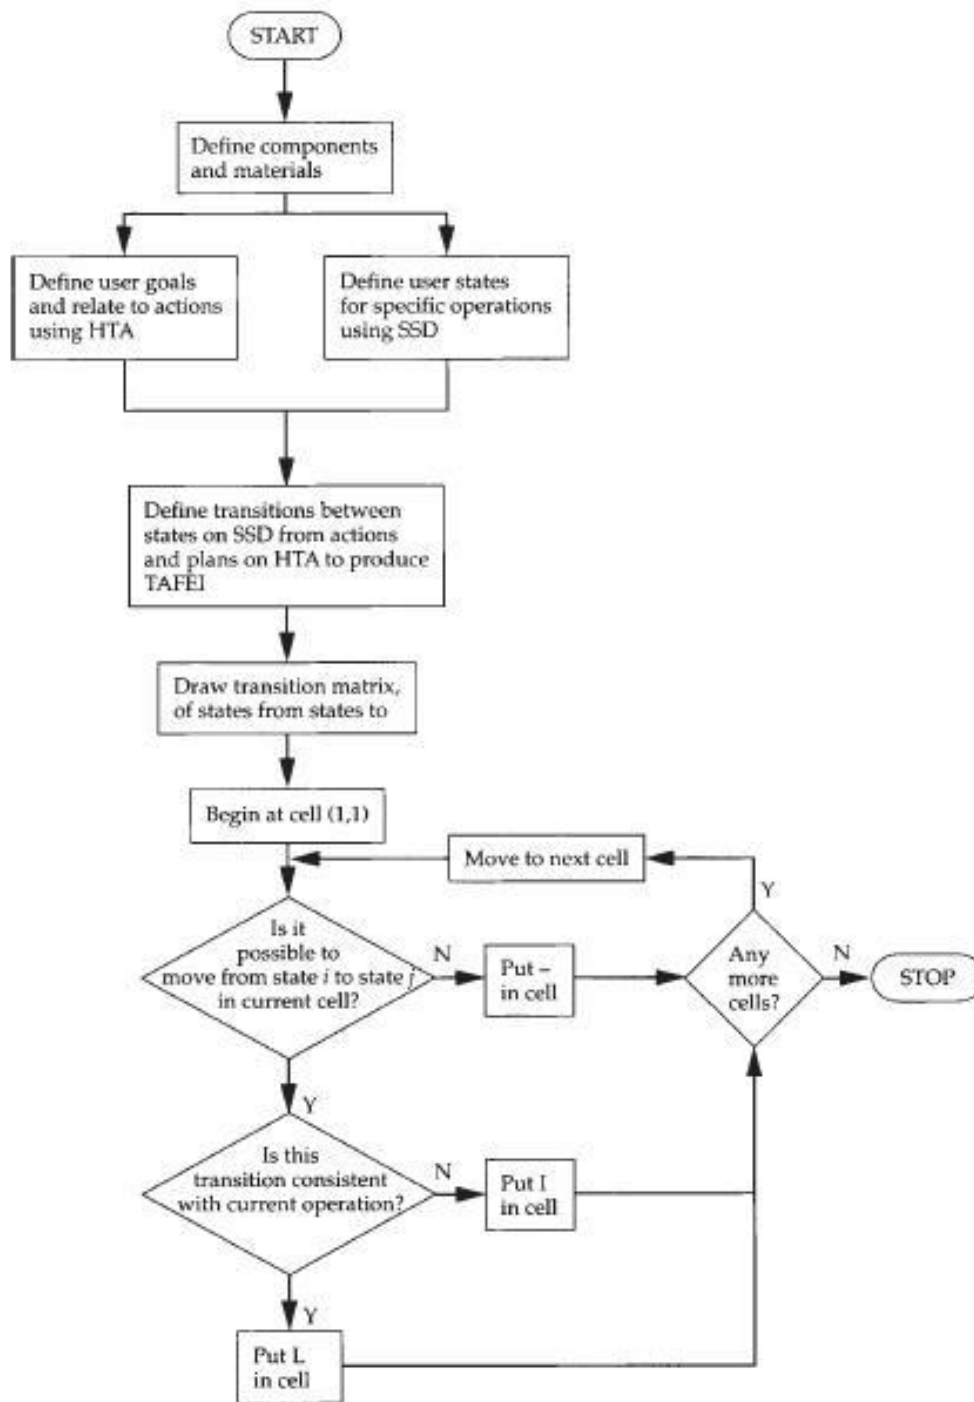 START
Define components
and materials
Define user goals
and relate to actions
using HTA
Define user states
for specific operations
using SSD
Define transitions between
states on SSD from actions
and plans on HTA to produce
TAFEI
Draw transition matrix,
of states from states to
Begin at cell (1,1)
Move to next cell
Y
Is it
possible to
move from state i to state j
in current cell?
N
Put –
in cell
Any
more
cells?
N
STOP
Y
Is this
transition consistent
with current operation?
N
Put I
in cell
Y
Put L
in cell